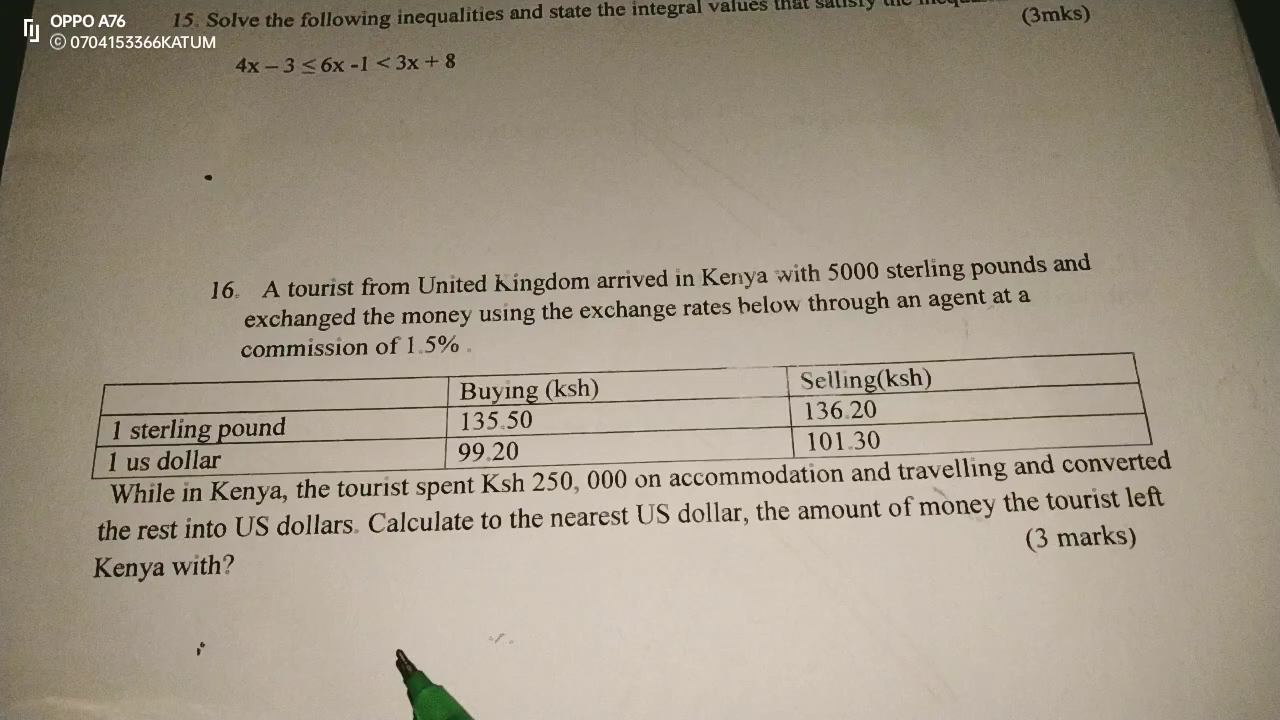 OPPO A76
© 0704153366KATUM
15. Solve the following inequalities and state the integral values that satisfy the
(3mks)
4x – 3 ≤ 6x -1 < 3x + 8
16. A tourist from United Kingdom arrived in Kenya with 5000 sterling pounds and
exchanged the money using the exchange rates below through an agent at a
commission of 1.5% .
Buying (ksh) Selling(ksh)
1 sterling pound 135.50 136.20
1 us dollar 99.20 101.30
While in Kenya, the tourist spent Ksh 250, 000 on accommodation and travelling and converted
the rest into US dollars. Calculate to the nearest US dollar, the amount of money the tourist left
Kenya with?
(3 marks)